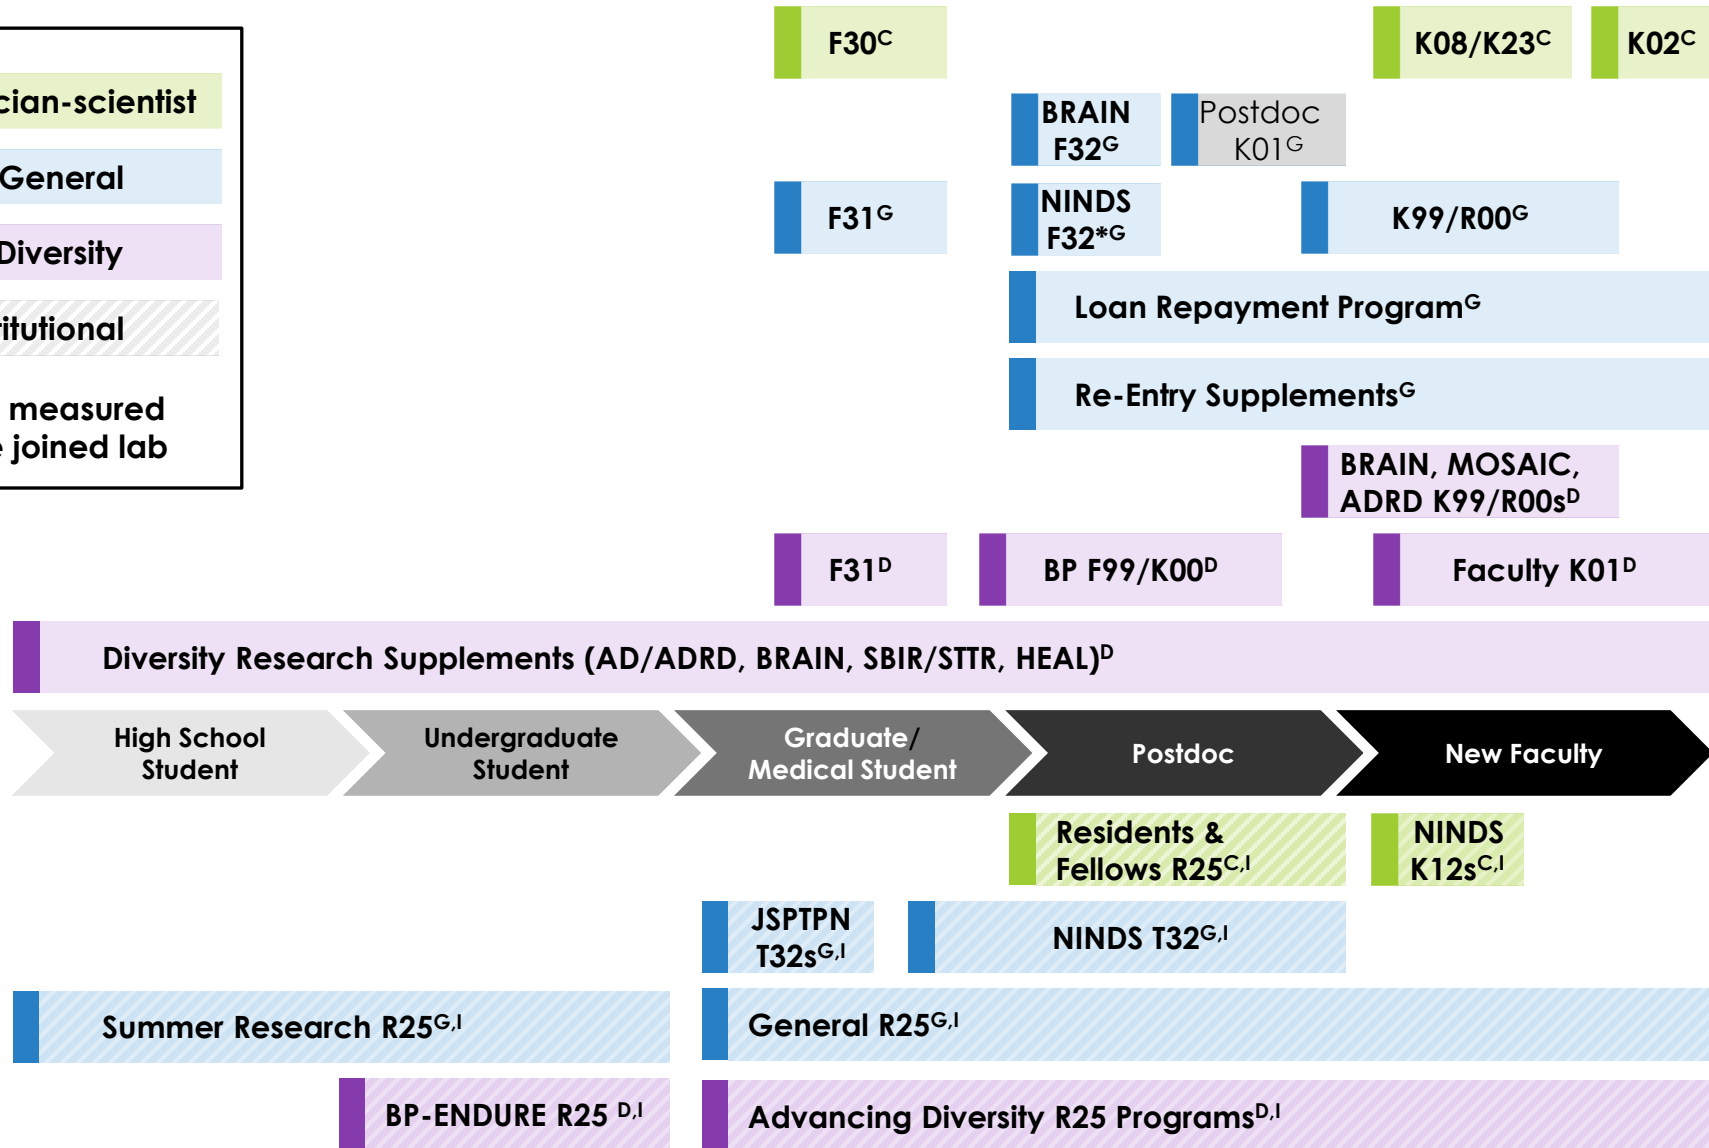 F30ᶜ
K08/K23ᶜ
K02ᶜ
cian-scientist
General
Diversity
titutional
measured
joined lab
BRAIN
F32ᴳ
Postdoc
K01ᴳ
F31ᴳ
NINDS
F32*ᴳ
K99/R00ᴳ
Loan Repayment Programᴳ
Re-Entry Supplementsᴳ
BRAIN, MOSAIC,
ADRD K99/R00sᴰ
F31ᴰ
BP F99/K00ᴰ
Faculty K01ᴰ
Diversity Research Supplements (AD/ADRD, BRAIN, SBIR/STTR, HEAL)ᴰ
High School
Student
Undergraduate
Student
Graduate/
Medical Student
Postdoc
New Faculty
Residents &
Fellows R25ᶜ,ᴵ
NINDS
K12sᶜ,ᴵ
JSPTPN
T32sᴳ,ᴵ
NINDS T32ᴳ,ᴵ
Summer Research R25ᴳ,ᴵ
General R25ᴳ,ᴵ
BP-ENDURE R25 ᴰ,ᴵ
Advancing Diversity R25 Programsᴰ,ᴵ